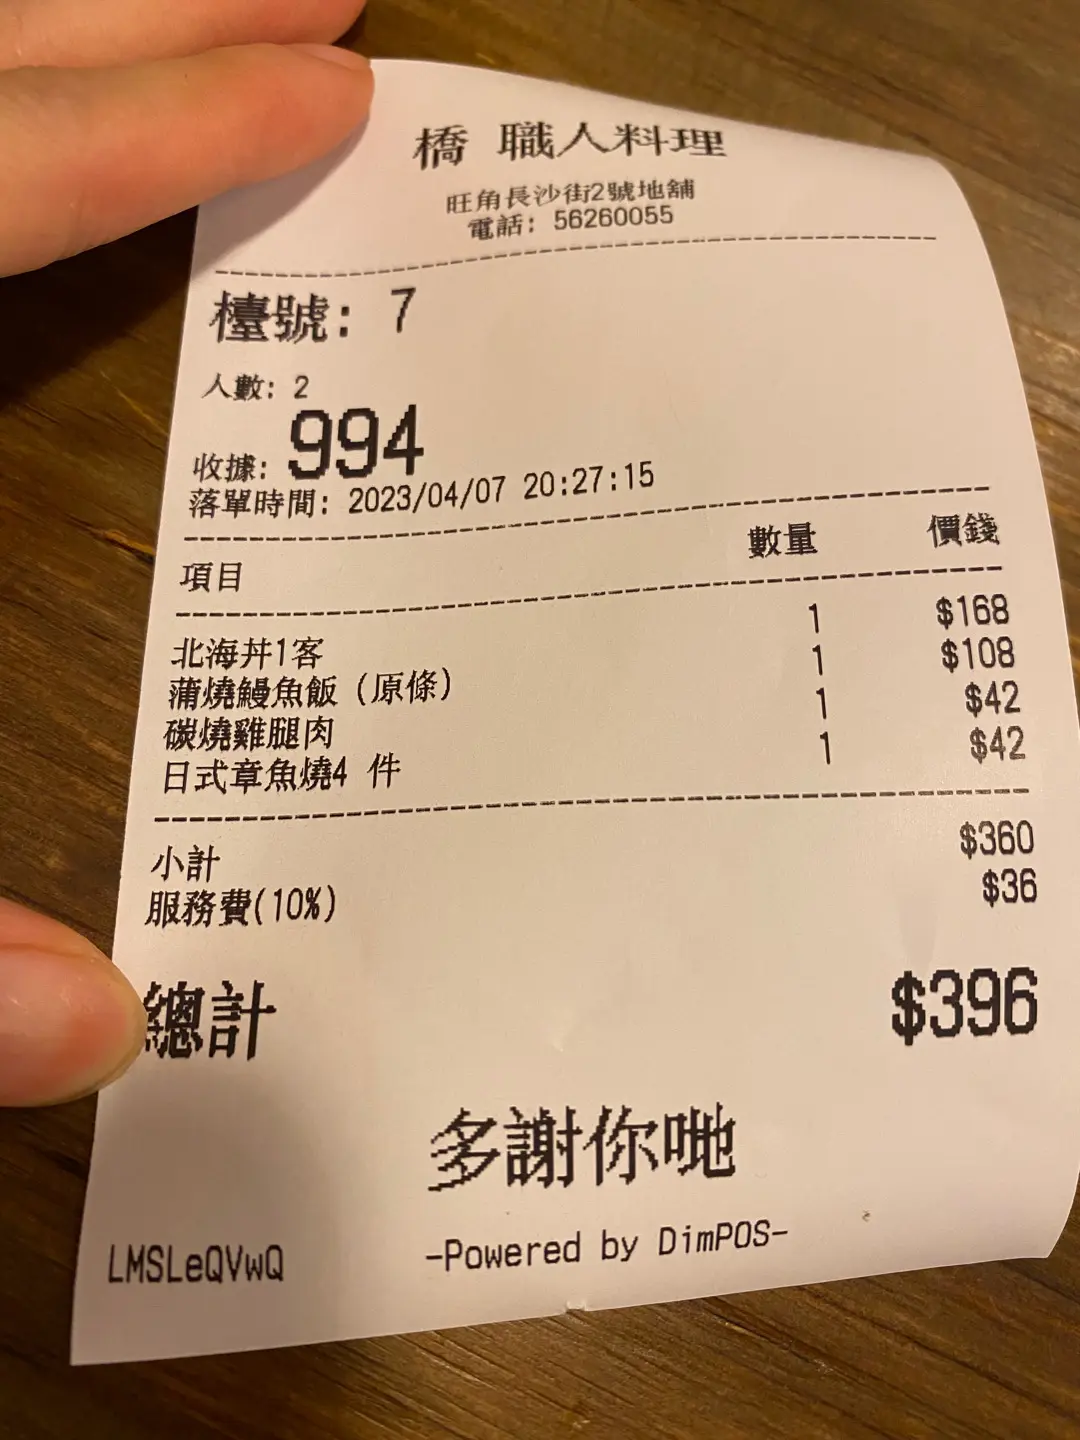 橋 職人料理
旺角長沙街2號地舖
電話: 56260055
檯號: 7
人數: 2
收據: 994
落單時間: 2023/04/07 20:27:15
項目 數量 價錢
北海丼1客 1 $168
蒲燒鰻魚飯 (原條) 1 $108
碳燒雞腿肉 1 $42
日式章魚燒4 件 1 $42
小計 $360
服務費(10%) $36
總計 $396
多謝你哋
LMSLeQVwQ -Powered by DimPOS-